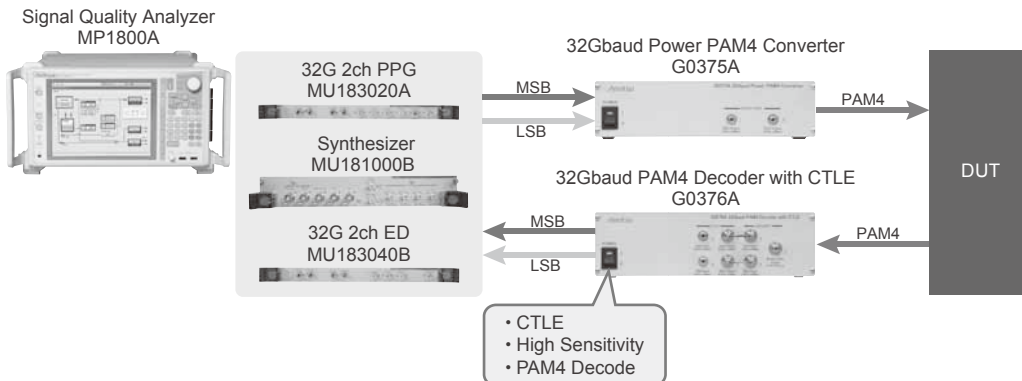 Signal Quality Analyzer
MP1800A
32G 2ch PPG
MU183020A
Synthesizer
MU181000B
32G 2ch ED
MU183040B
MSB
LSB
32Gbaud Power PAM4 Converter
G0375A
PAM4
DUT
32Gbaud PAM4 Decoder with CTLE
G0376A
MSB
LSB
PAM4
• CTLE
• High Sensitivity
• PAM4 Decode